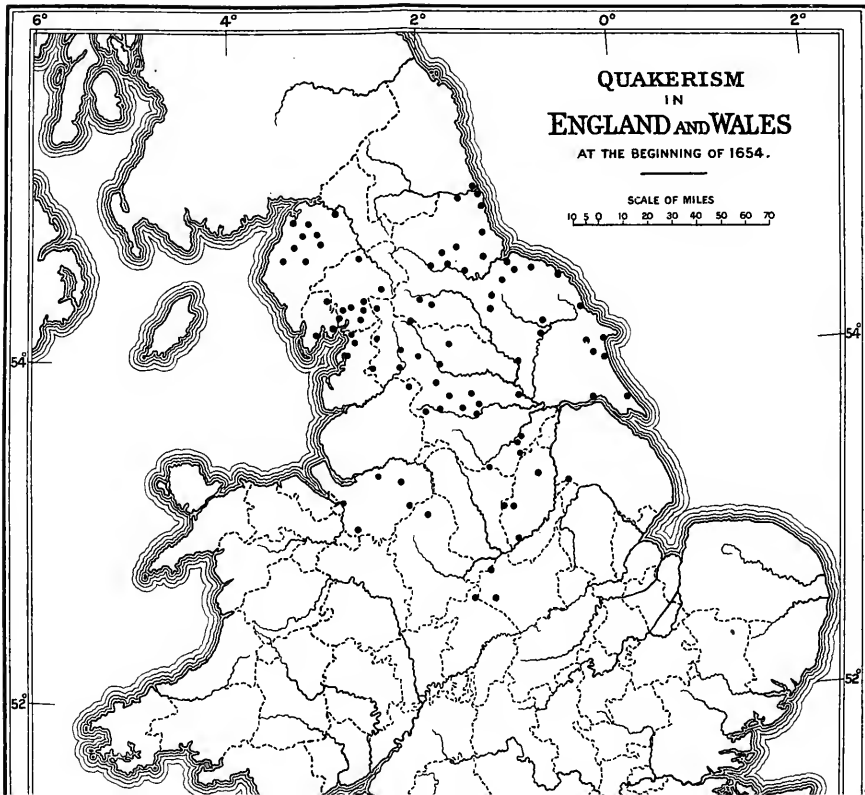 6° 4° 2° 0° 2°
QUAKERISM
IN
ENGLAND AND WALES
AT THE BEGINNING OF 1654.
SCALE OF MILES
10 5 0 10 20 30 40 50 60 70
54° 54°
52° 52°